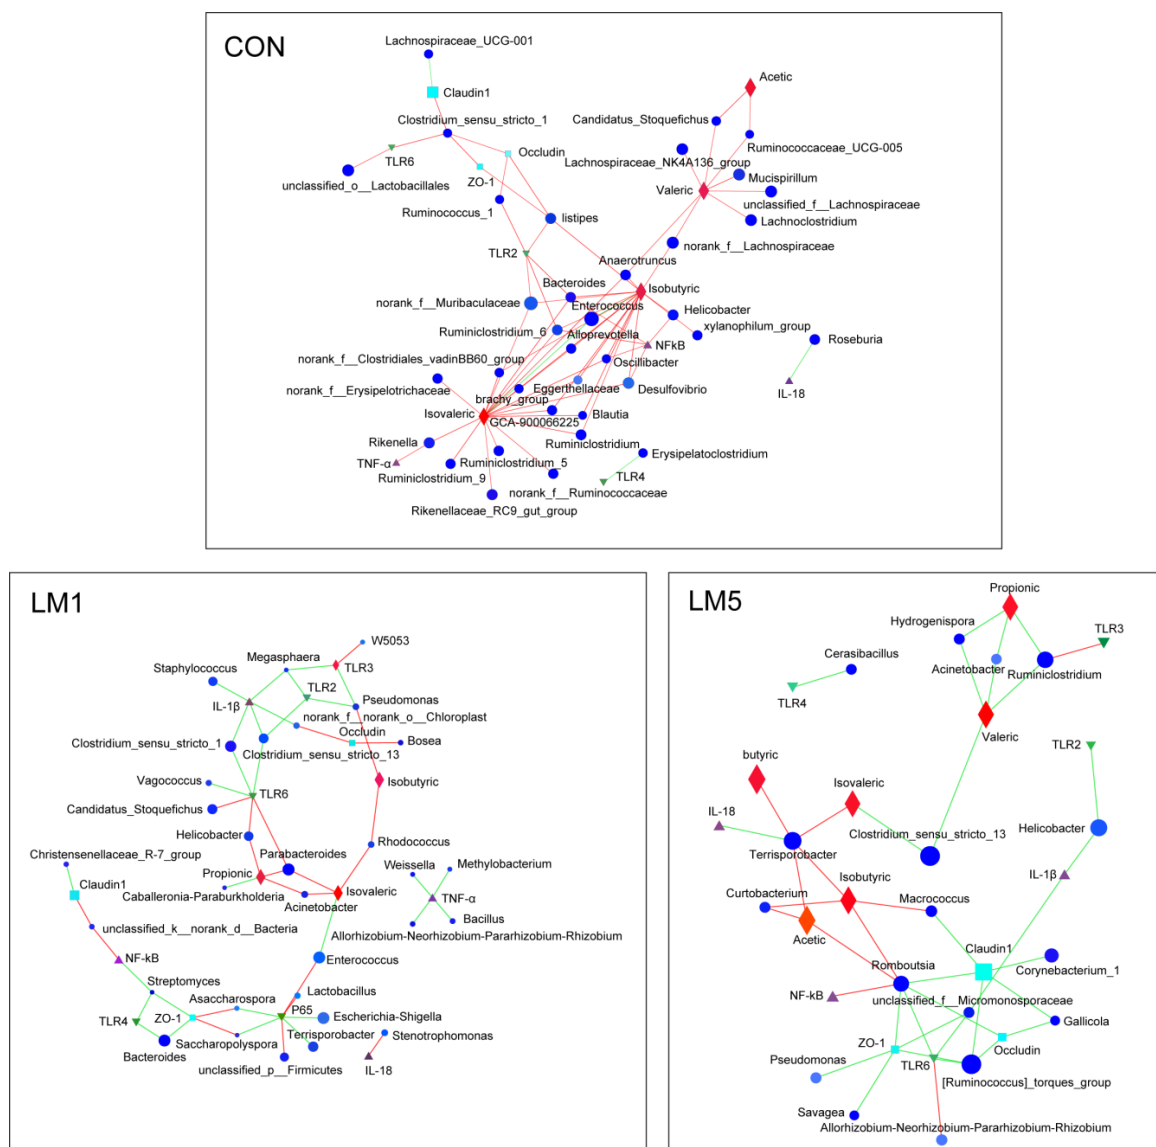 CON
Lachnospiraceae_UCG-001
Claudin1
Acetic
Clostridium_sensu_stricto_1
Candidatus_Stoquefichus
Ruminococcaceae_UCG-005
Occludin
TLR6
Lachnospiraceae_NK4A136_group
ZO-1
Mucispirillum
unclassified_o__Lactobacillales
Valeric
unclassified_f__Lachnospiraceae
Ruminococcus_1
listipes
Lachnoclostridium
norank_f__Lachnospiraceae
TLR2
Anaerotruncus
Bacteroides
Isobutyric
norank_f__Muribaculaceae
Enterococcus
Helicobacter
Ruminiclostridium_6
Alloprevotella
xylanophilum_group
NFkB
Roseburia
norank_f__Clostridiales_vadinBB60_group
Oscillibacter
norank_f__Erysipelotrichaceae
Eggerthellaceae
Desulfovibrio
IL-18
brachy_group
Isovaleric
GCA-900066225
Blautia
Rikenella
Ruminiclostridium
Erysipelatoclostridium
TNF-α
Ruminiclostridium_5
Ruminiclostridium_9
TLR4
norank_f__Ruminococcaceae
Rikenellaceae_RC9_gut_group
LM1
W5053
Megasphaera
Staphylococcus
TLR3
TLR2
Pseudomonas
IL-1β
norank_f__norank_o__Chloroplast
Occludin
Clostridium_sensu_stricto_1
Bosea
Clostridium_sensu_stricto_13
Vagococcus
Isobutyric
Candidatus_Stoquefichus
TLR6
Helicobacter
Rhodococcus
Christensenellaceae_R-7_group
Parabacteroides
Weissella
Methylobacterium
Propionic
Isovaleric
Claudin1
Caballeronia-Paraburkholderia
TNF-α
Acinetobacter
Bacillus
unclassified_k__norank_d__Bacteria
Allorhizobium-Neorhizobium-Pararhizobium-Rhizobium
NF-kB
Enterococcus
Streptomyces
Asaccharospora
Lactobacillus
P65
TLR4
ZO-1
Escherichia-Shigella
Saccharopolyspora
Terrisporobacter
Stenotrophomonas
Bacteroides
unclassified_p__Firmicutes
IL-18
LM5
Propionic
Hydrogenispora
TLR3
Cerasibacillus
Acinetobacter
Ruminiclostridium
TLR4
Valeric
TLR2
butyric
Isovaleric
IL-18
Clostridium_sensu_stricto_13
Helicobacter
Terrisporobacter
IL-1β
Isobutyric
Curtobacterium
Macrococcus
Acetic
Claudin1
Romboutsia
Corynebacterium_1
NF-kB
unclassified_f__Micromonosporaceae
Gallicola
ZO-1
Occludin
Pseudomonas
TLR6
[Ruminococcus]_torques_group
Savagea
Allorhizobium-Neorhizobium-Pararhizobium-Rhizobium